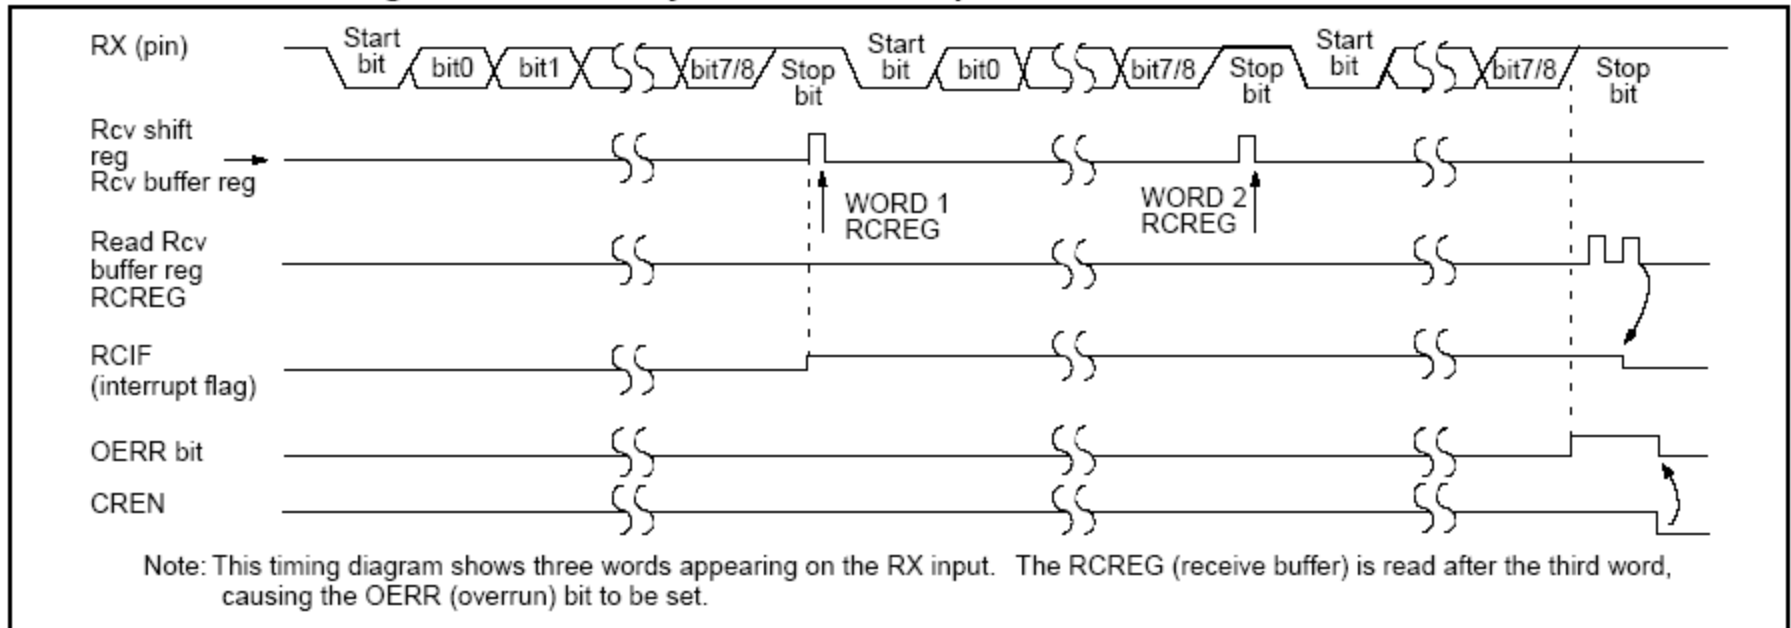 RX (pin)
Start
bit
bit0
bit1
bit7/8
Stop
bit
Start
bit
bit0
bit7/8
Stop
bit
Start
bit
bit7/8
Stop
bit
Rcv shift
reg
Rcv buffer reg
WORD 1
RCREG
WORD 2
RCREG
Read Rcv
buffer reg
RCREG
RCIF
(interrupt flag)
OERR bit
CREN
Note: This timing diagram shows three words appearing on the RX input. The RCREG (receive buffer) is read after the third word,
causing the OERR (overrun) bit to be set.